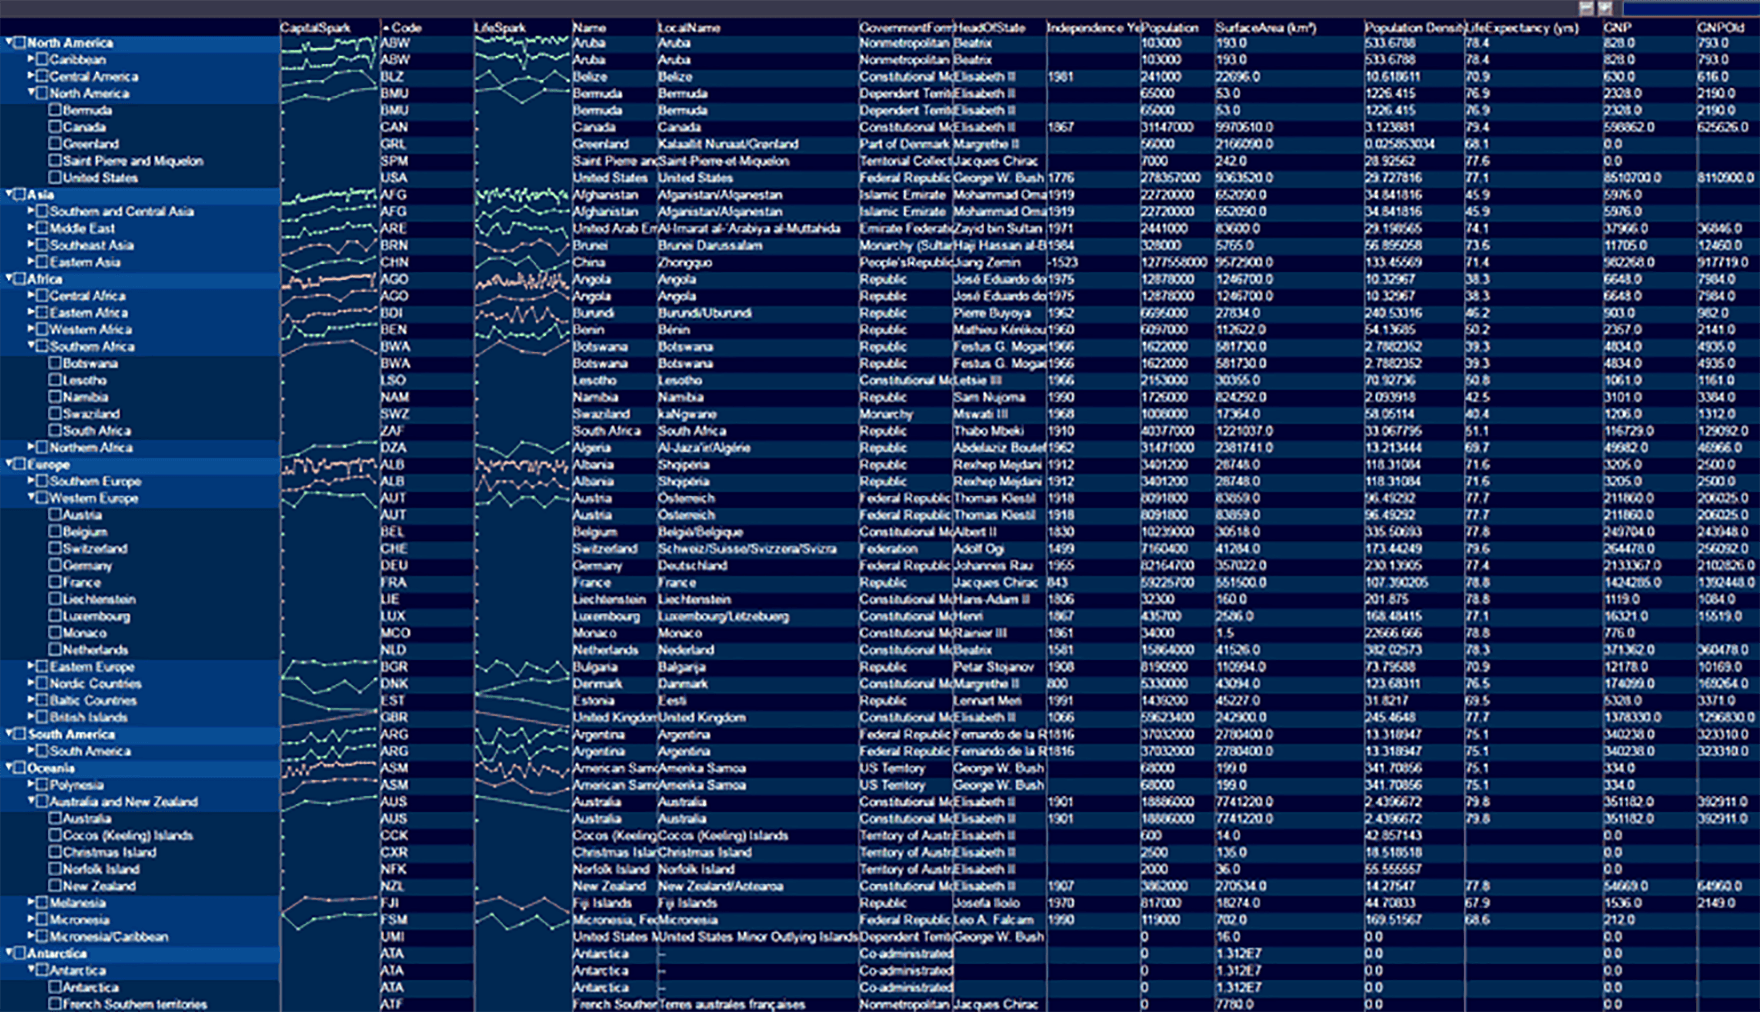 CapitalSpark Code LifeSpark Name LocalName GovernmentForm HeadOfState Independence Ye Population SurfaceArea (km²) Population Densit LifeExpectancy (yrs) GNP GNPOld
North America ABW Aruba Aruba Nonmetropolitan Beatrix 103000 193.0 533.6788 78.4 828.0 793.0
Caribbean ABW Aruba Aruba Nonmetropolitan Beatrix 103000 193.0 533.6788 78.4 828.0 793.0
Central America BLZ Belize Belize Constitutional Mc Elisabeth II 1981 241000 22696.0 10.618611 70.9 630.0 616.0
North America BMU Bermuda Bermuda Dependent Territ Elisabeth II 65000 53.0 1226.415 76.9 2328.0 2190.0
Bermuda BMU Bermuda Bermuda Dependent Territ Elisabeth II 65000 53.0 1226.415 76.9 2328.0 2190.0
Canada CAN Canada Canada Constitutional Mc Elisabeth II 1867 31147000 9970610.0 3.123881 79.4 598862.0 625626.0
Greenland GRL Greenland Kalaallit Nunaat/Grønland Part of Denmark Margrethe II 56000 2166090.0 0.025853034 68.1 0.0
Saint Pierre and Miquelon SPM Saint Pierre anc Saint-Pierre-et-Miquelon Territorial Collect Jacques Chirac 7000 242.0 28.92562 77.6 0.0
United States USA United States United States Federal Republic George W. Bush 1776 278357000 9363520.0 29.727816 77.1 8510700.0 8110900.0
Asia AFG Afghanistan Afganistan/Afqanestan Islamic Emirate Mohammad Oma 1919 22720000 652090.0 34.841816 45.9 5976.0
Southern and Central Asia AFG Afghanistan Afganistan/Afqanestan Islamic Emirate Mohammad Oma 1919 22720000 652090.0 34.841816 45.9 5976.0
Middle East ARE United Arab En Al-Imarat al-´Arabiya al-Muttahida Emirate Federati Zayid bin Sultan 1971 2441000 83600.0 29.198565 74.1 37966.0 36846.0
Southeast Asia BRN Brunei Brunei Darussalam Monarchy (Sultan Haji Hassan al-B 1984 328000 5765.0 56.895058 73.6 11705.0 12460.0
Eastern Asia CHN China Zhongquo People'sRepublic Jiang Zemin -1523 1277558000 9572900.0 133.45569 71.4 982268.0 917719.0
Africa AGO Angola Angola Republic José Eduardo do 1975 12878000 1246700.0 10.32967 38.3 6648.0 7984.0
Central Africa AGO Angola Angola Republic José Eduardo do 1975 12878000 1246700.0 10.32967 38.3 6648.0 7984.0
Eastern Africa BDI Burundi Burundi/Uburundi Republic Pierre Buyoya 1962 6695000 27834.0 240.53316 46.2 903.0 982.0
Western Africa BEN Benin Bénin Republic Mathieu Kérékou 1960 6097000 112622.0 54.13685 50.2 2357.0 2141.0
Southern Africa BWA Botswana Botswana Republic Festus G. Mogae 1966 1622000 581730.0 2.7882352 39.3 4834.0 4935.0
Botswana BWA Botswana Botswana Republic Festus G. Mogae 1966 1622000 581730.0 2.7882352 39.3 4834.0 4935.0
Lesotho LSO Lesotho Lesotho Constitutional Mc Letsie III 1966 2153000 30355.0 70.92736 50.8 1061.0 1161.0
Namibia NAM Namibia Namibia Republic Sam Nujoma 1990 1726000 824292.0 2.093918 42.5 3101.0 3384.0
Swaziland SWZ Swaziland kaNgwane Monarchy Mswati III 1968 1008000 17364.0 58.05114 40.4 1206.0 1312.0
South Africa ZAF South Africa South Africa Republic Thabo Mbeki 1910 40377000 1221037.0 33.067795 51.1 116729.0 129092.0
Northern Africa DZA Algeria Al-Jaza'ir/Algérie Republic Abdelaziz Boutef 1962 31471000 2381741.0 13.213444 69.7 49982.0 46966.0
Europe ALB Albania Shqipëria Republic Rexhep Mejdani 1912 3401200 28748.0 118.31084 71.6 3205.0 2500.0
Southern Europe ALB Albania Shqipëria Republic Rexhep Mejdani 1912 3401200 28748.0 118.31084 71.6 3205.0 2500.0
Western Europe AUT Austria Österreich Federal Republic Thomas Klestil 1918 8091800 83859.0 96.49292 77.7 211860.0 206025.0
Austria AUT Austria Österreich Federal Republic Thomas Klestil 1918 8091800 83859.0 96.49292 77.7 211860.0 206025.0
Belgium BEL Belgium België/Belgique Constitutional Mc Albert II 1830 10239000 30518.0 335.50693 77.8 249704.0 243948.0
Switzerland CHE Switzerland Schweiz/Suisse/Svizzera/Svizra Federation Adolf Ogi 1499 7160400 41284.0 173.44249 79.6 264478.0 256092.0
Germany DEU Germany Deutschland Federal Republic Johannes Rau 1955 82164700 357022.0 230.13905 77.4 2133367.0 2102826.0
France FRA France France Republic Jacques Chirac 843 59225700 551500.0 107.390205 78.8 1424285.0 1392448.0
Liechtenstein LIE Liechtenstein Liechtenstein Constitutional Mc Hans-Adam II 1806 32300 160.0 201.875 78.8 1119.0 1084.0
Luxembourg LUX Luxembourg Luxembourg/Lëtzebuerg Constitutional Mc Henri 1867 435700 2586.0 168.48415 77.1 16321.0 15519.0
Monaco MCO Monaco Monaco Constitutional Mc Rainier III 1861 34000 1.5 22666.666 78.8 776.0
Netherlands NLD Netherlands Nederland Constitutional Mc Beatrix 1581 15864000 41526.0 382.02573 78.3 371362.0 360478.0
Eastern Europe BGR Bulgaria Balgarija Republic Petar Stojanov 1908 8190900 110994.0 73.79588 70.9 12178.0 10169.0
Nordic Countries DNK Denmark Danmark Constitutional Mc Margrethe II 800 5330000 43094.0 123.68311 76.5 174099.0 169264.0
Baltic Countries EST Estonia Eesti Republic Lennart Meri 1991 1439200 45227.0 31.8217 69.5 5328.0 3371.0
British Islands GBR United Kingdon United Kingdom Constitutional Mc Elisabeth II 1066 59623400 242900.0 245.4648 77.7 1378330.0 1296830.0
South America ARG Argentina Argentina Federal Republic Fernando de la R 1816 37032000 2780400.0 13.318947 75.1 340238.0 323310.0
South America ARG Argentina Argentina Federal Republic Fernando de la R 1816 37032000 2780400.0 13.318947 75.1 340238.0 323310.0
Oceania ASM American Samc Amerika Samoa US Territory George W. Bush 68000 199.0 341.70856 75.1 334.0
Polynesia ASM American Samc Amerika Samoa US Territory George W. Bush 68000 199.0 341.70856 75.1 334.0
Australia and New Zealand AUS Australia Australia Constitutional Mc Elisabeth II 1901 18886000 7741220.0 2.4396672 79.8 351182.0 392911.0
Australia AUS Australia Australia Constitutional Mc Elisabeth II 1901 18886000 7741220.0 2.4396672 79.8 351182.0 392911.0
Cocos (Keeling) Islands CCK Cocos (Keeling Cocos (Keeling) Islands Territory of Austr Elisabeth II 600 14.0 42.857143 0.0
Christmas Island CXR Christmas Islar Christmas Island Territory of Austr Elisabeth II 2500 135.0 18.518518 0.0
Norfolk Island NFK Norfolk Island Norfolk Island Territory of Austr Elisabeth II 2000 36.0 55.555557 0.0
New Zealand NZL New Zealand New Zealand/Aotearoa Constitutional Mc Elisabeth II 1907 3862000 270534.0 14.27547 77.8 54669.0 64960.0
Melanesia FJI Fiji Islands Fiji Islands Republic Josefa Iloilo 1970 817000 18274.0 44.70833 67.9 1536.0 2149.0
Micronesia FSM Micronesia, Fec Micronesia Federal Republic Leo A. Falcam 1990 119000 702.0 169.51567 68.6 212.0
Micronesia/Caribbean UMI United States M United States Minor Outlying Islands Dependent Territ George W. Bush 0 16.0 0.0 0.0
Antarctica ATA Antarctica – Co-administrated 0 1.312E7 0.0 0.0
Antarctica ATA Antarctica – Co-administrated 0 1.312E7 0.0 0.0
Antarctica ATA Antarctica – Co-administrated 0 1.312E7 0.0 0.0
French Southern territories ATF French Souther Terres australes françaises Nonmetropolitan Jacques Chirac 0 7780.0 0.0 0.0